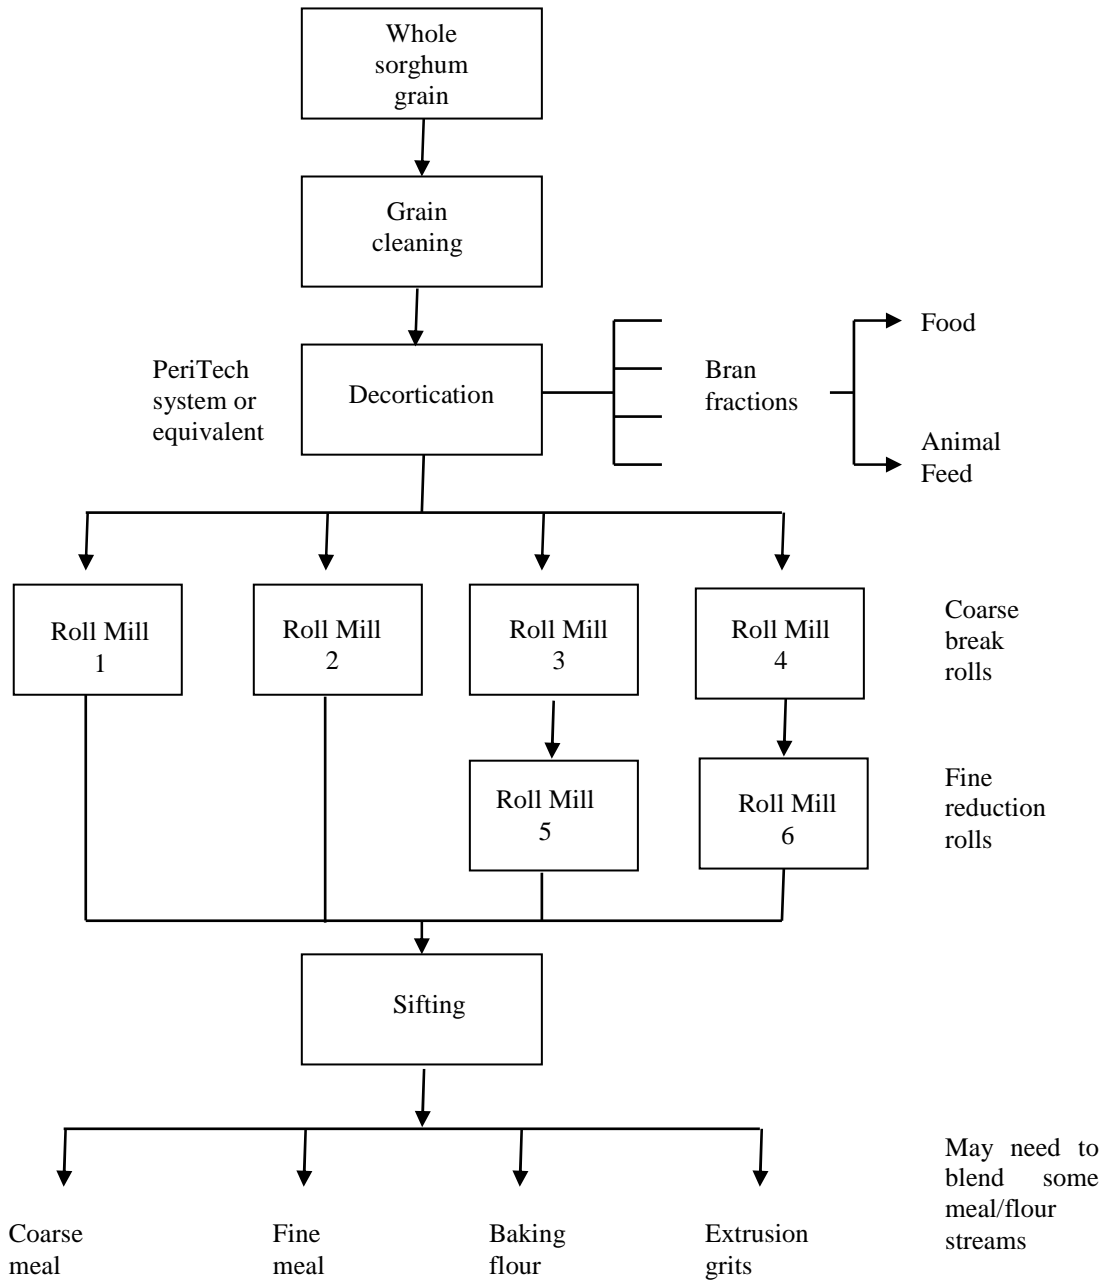 Whole
sorghum
grain
Grain
cleaning
PeriTech
system or
equivalent
Decortication
Bran
fractions
Food
Animal
Feed
Roll Mill
1
Roll Mill
2
Roll Mill
3
Roll Mill
4
Coarse
break
rolls
Roll Mill
5
Roll Mill
6
Fine
reduction
rolls
Sifting
Coarse
meal
Fine
meal
Baking
flour
Extrusion
grits
May need to
blend some
meal/flour
streams